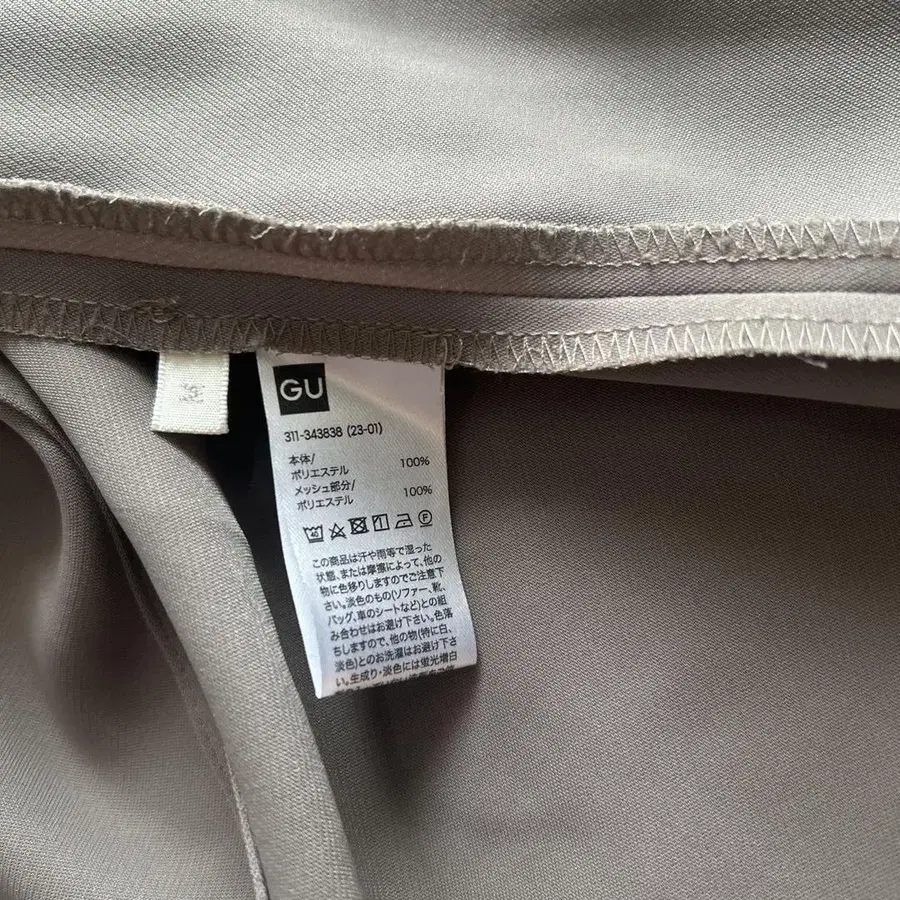 GU
311-343838 (23-01)
本体/
ポリエステル 100%
メッシュ部分/
ポリエステル 100%
40
F
この商品は汗や雨等で湿った
状態、または摩擦によって、他の
物に色移りしますのでご注意下
さい。淡色のもの(ソファー、靴、
バッグ、車のシートなど)との組
み合わせはお避け下さい。色落
ちしますので、他の物(特に白、
淡色)とのお洗濯はお避け下さ
い。生成り・淡色には蛍光増白